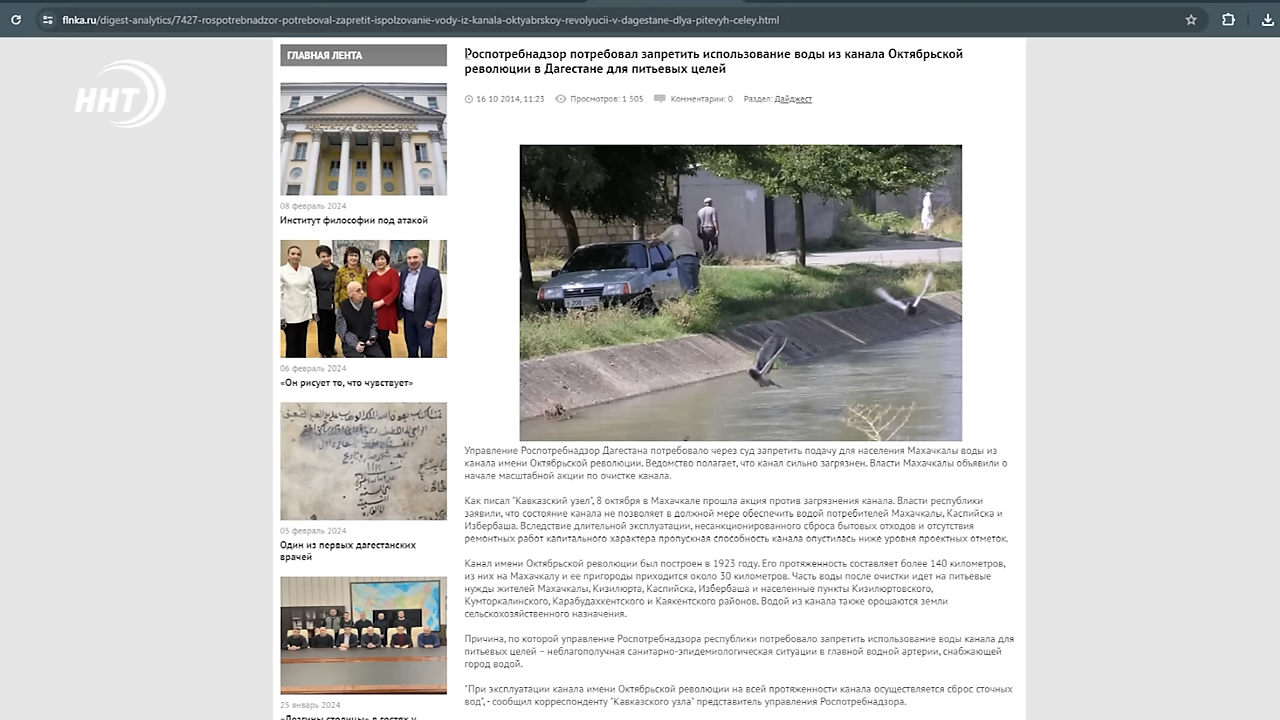 flnka.ru/digest-analytics/7427-rospotrebnadzor-potreboval-zapretit-ispolzovanie-vody-iz-kanala-oktyabrskoy-revolyucii-v-dagestane-dlya-pitevyh-celey.html
ННТ
ГЛАВНАЯ ЛЕНТА
ИНСТИТУТ ФИЛОСОФИИ
08 февраль 2024
Институт философии под атакой
06 февраль 2024
«Он рисует то, что чувствует»
05 февраль 2024
Один из первых дагестанских
врачей
25 январь 2024
«Лезгины столицы» в гостях у
Роспотребнадзор потребовал запретить использование воды из канала Октябрьской
революции в Дагестане для питьевых целей
16 10 2014, 11:23 Просмотров: 1 505 Комментарии: 0 Раздел: Дайджест
Управление Роспотребнадзор Дагестана потребовало через суд запретить подачу для населения Махачкалы воды из
канала имени Октябрьской революции. Ведомство полагает, что канал сильно загрязнен. Власти Махачкалы объявили о
начале масштабной акции по очистке канала.
Как писал "Кавказский узел", 8 октября в Махачкале прошла акция против загрязнения канала. Власти республики
заявили, что состояние канала не позволяет в должной мере обеспечить водой потребителей Махачкалы, Каспийска и
Избербаша. Вследствие длительной эксплуатации, несанкционированного сброса бытовых отходов и отсутствия
ремонтных работ капитального характера пропускная способность канала опустилась ниже уровня проектных отметок.
Канал имени Октябрьской революции был построен в 1923 году. Его протяженность составляет более 140 километров,
из них на Махачкалу и ее пригороды приходится около 30 километров. Часть воды после очистки идет на питьевые
нужды жителей Махачкалы, Кизилюрта, Каспийска, Избербаша и населенные пункты Кизилюртовского,
Кумторкалинского, Карабудахкентского и Каякентского районов. Водой из канала также орошаются земли
сельскохозяйственного назначения.
Причина, по которой управление Роспотребнадзора республики потребовало запретить использование воды канала для
питьевых целей – неблагополучная санитарно-эпидемиологическая ситуации в главной водной артерии, снабжающей
город водой.
"При эксплуатации канала имени Октябрьской революции на всей протяженности канала осуществляется сброс сточных
вод", - сообщил корреспонденту "Кавказского узла" представитель управления Роспотребнадзора.